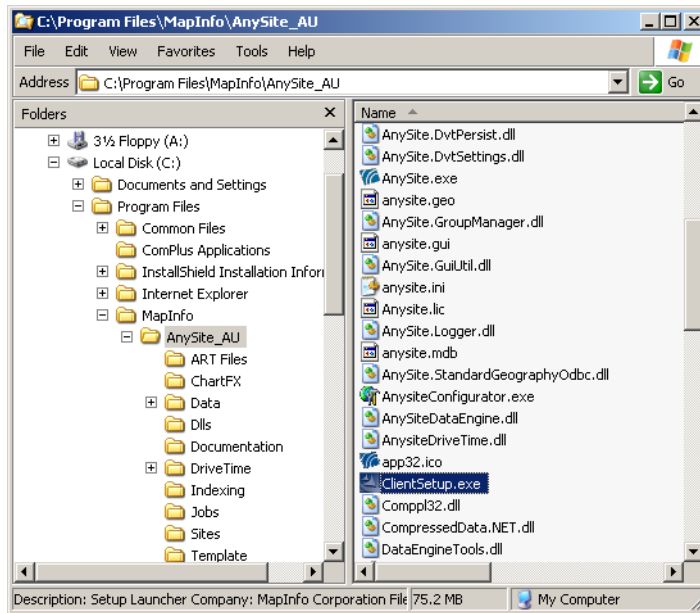 C:\Program Files\MapInfo\AnySite_AU
File Edit View Favorites Tools Help
Address C:\Program Files\MapInfo\AnySite_AU Go
Folders
3½ Floppy (A:)
Local Disk (C:)
Documents and Settings
Program Files
Common Files
ComPlus Applications
InstallShield Installation Infor
Internet Explorer
MapInfo
AnySite_AU
ART Files
ChartFX
Data
Dlls
Documentation
DriveTime
Indexing
Jobs
Sites
Template
Name
AnySite.DvtPersist.dll
AnySite.DvtSettings.dll
AnySite.exe
anysite.geo
AnySite.GroupManager.dll
anysite.gui
AnySite.GuiUtil.dll
anysite.ini
Anysite.lic
AnySite.Logger.dll
anysite.mdb
AnySite.StandardGeographyOdbc.dll
AnysiteConfigurator.exe
AnySiteDataEngine.dll
AnysiteDriveTime.dll
app32.ico
ClientSetup.exe
Comppl32.dll
CompressedData.NET.dll
DataEngineTools.dll
Description: Setup Launcher Company: MapInfo Corporation File 75.2 MB My Computer